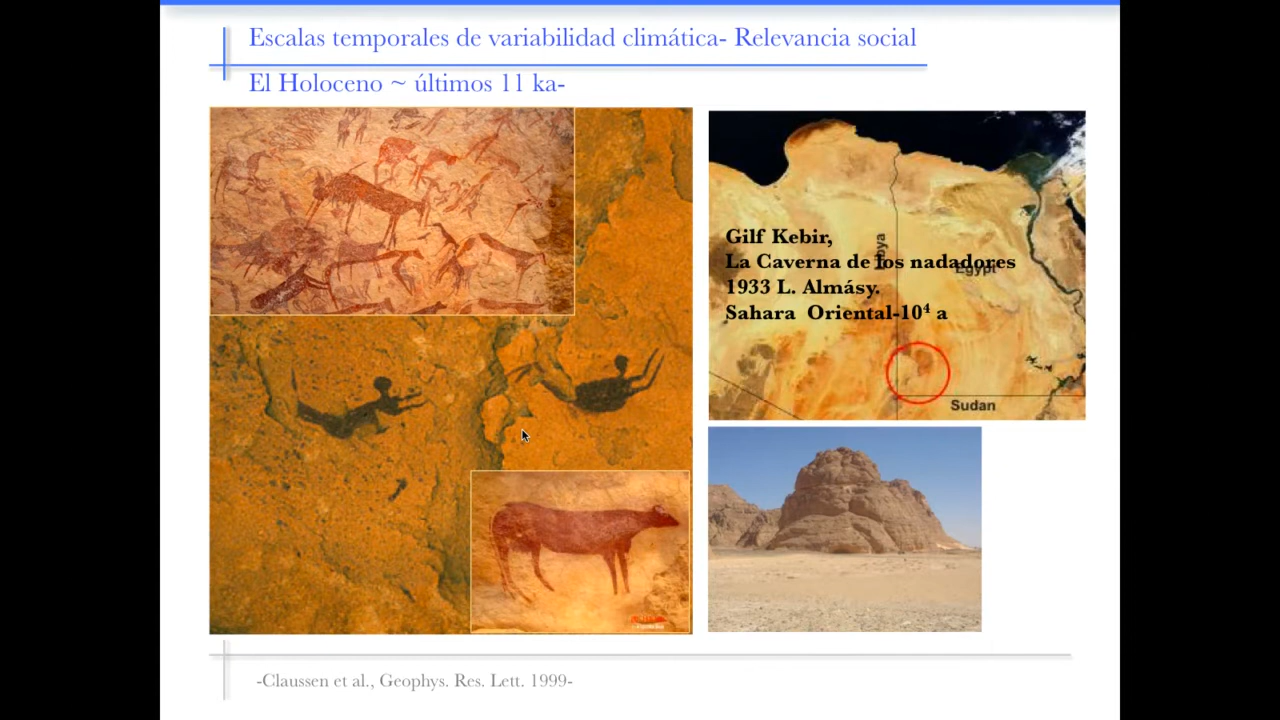 Escalas temporales de variabilidad climática- Relevancia social
El Holoceno ~ últimos 11 ka-
Gilf Kebir,
La Caverna de los nadadores
1933 L. Almásy.
Sahara Oriental-10⁴ a
Egypt
Sudan
-Claussen et al., Geophys. Res. Lett. 1999-